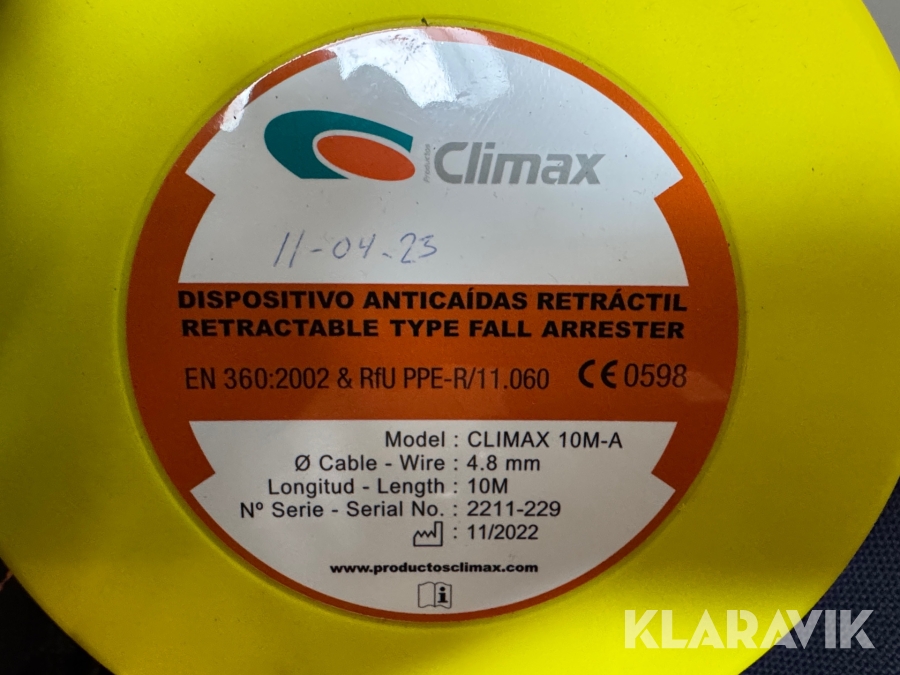 Productos
Climax
11-04-23
DISPOSITIVO ANTICAÍDAS RETRÁCTIL
RETRACTABLE TYPE FALL ARRESTER
EN 360:2002 & RfU PPE-R/11.060 CE 0598
Model : CLIMAX 10M-A
Ø Cable - Wire : 4.8 mm
Longitud - Length : 10M
Nº Serie - Serial No. : 2211-229
: 11/2022
www.productosclimax.com
i
KLARAVIK